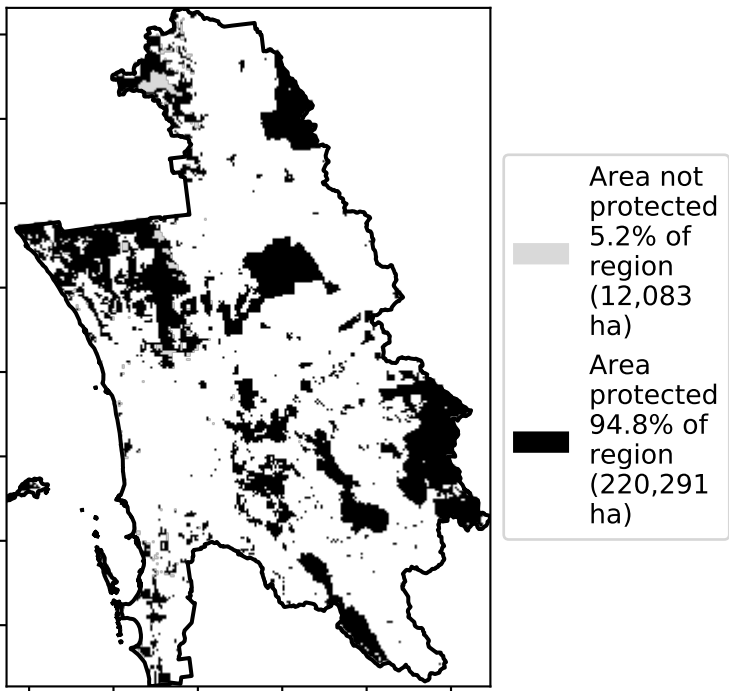 Area not
protected
5.2% of
region
(12,083
ha)
Area
protected
94.8% of
region
(220,291
ha)